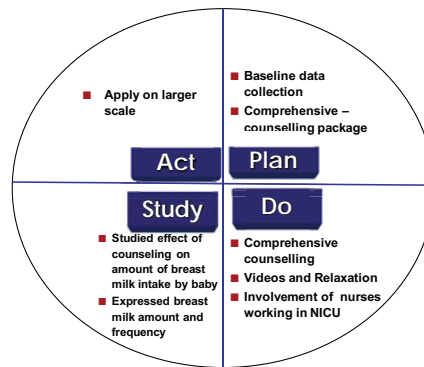 Apply on larger
scale
Act
Baseline data
collection
Comprehensive –
counselling package
Plan
Study
Studied effect of
counseling on
amount of breast
milk intake by baby
Expressed breast
milk amount and
frequency
Do
Comprehensive
counselling
Videos and Relaxation
Involvement of nurses
working in NICU